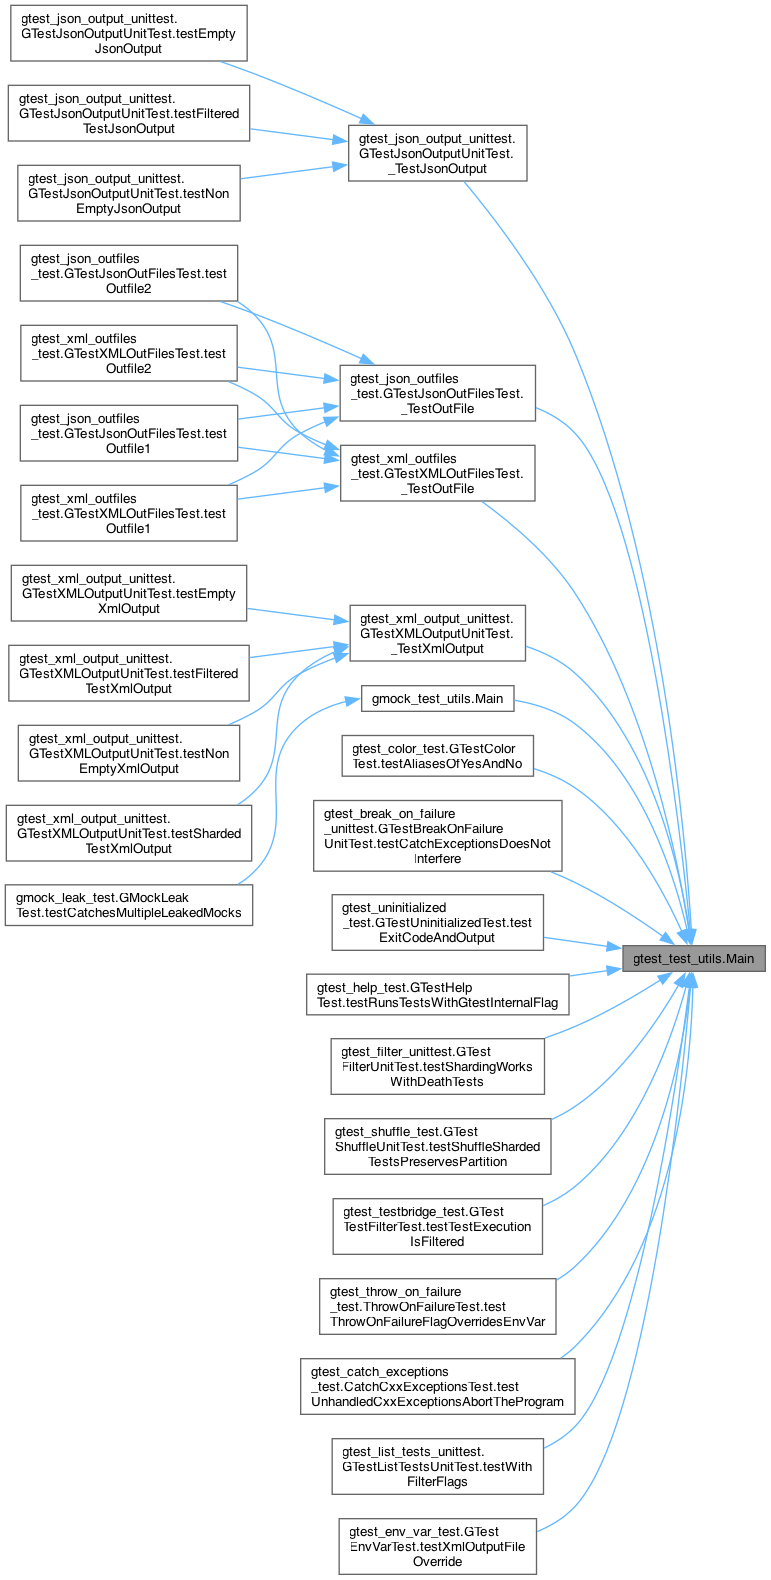 gtest_json_output_unittest.
GTestJsonOutputUnitTest.testEmpty
JsonOutput
gtest_json_output_unittest.
GTestJsonOutputUnitTest.testFiltered
TestJsonOutput
gtest_json_output_unittest.
GTestJsonOutputUnitTest.testNon
EmptyJsonOutput
gtest_json_outfiles
_test.GTestJsonOutFilesTest.test
Outfile2
gtest_xml_outfiles
_test.GTestXMLOutFilesTest.test
Outfile2
gtest_json_outfiles
_test.GTestJsonOutFilesTest.test
Outfile1
gtest_xml_outfiles
_test.GTestXMLOutFilesTest.test
Outfile1
gtest_xml_output_unittest.
GTestXMLOutputUnitTest.testEmpty
XmlOutput
gtest_xml_output_unittest.
GTestXMLOutputUnitTest.testFiltered
TestXmlOutput
gtest_xml_output_unittest.
GTestXMLOutputUnitTest.testNon
EmptyXmlOutput
gtest_xml_output_unittest.
GTestXMLOutputUnitTest.testSharded
TestXmlOutput
gmock_leak_test.GMockLeak
Test.testCatchesMultipleLeakedMocks
gtest_json_output_unittest.
GTestJsonOutputUnitTest.
_TestJsonOutput
gtest_json_outfiles
_test.GTestJsonOutFilesTest.
_TestOutFile
gtest_xml_outfiles
_test.GTestXMLOutFilesTest.
_TestOutFile
gtest_xml_output_unittest.
GTestXMLOutputUnitTest.
_TestXmlOutput
gmock_test_utils.Main
gtest_color_test.GTestColor
Test.testAliasesOfYesAndNo
gtest_break_on_failure
_unittest.GTestBreakOnFailure
UnitTest.testCatchExceptionsDoesNot
Interfere
gtest_uninitialized
_test.GTestUninitializedTest.test
ExitCodeAndOutput
gtest_help_test.GTestHelp
Test.testRunsTestsWithGtestInternalFlag
gtest_filter_unittest.GTest
FilterUnitTest.testShardingWorks
WithDeathTests
gtest_shuffle_test.GTest
ShuffleUnitTest.testShuffleSharded
TestsPreservesPartition
gtest_testbridge_test.GTest
TestFilterTest.testTestExecution
IsFiltered
gtest_throw_on_failure
_test.ThrowOnFailureTest.test
ThrowOnFailureFlagOverridesEnvVar
gtest_catch_exceptions
_test.CatchCxxExceptionsTest.test
UnhandledCxxExceptionsAbortTheProgram
gtest_list_tests_unittest.
GTestListTestsUnitTest.testWith
FilterFlags
gtest_env_var_test.GTest
EnvVarTest.testXmlOutputFile
Override
gtest_test_utils.Main